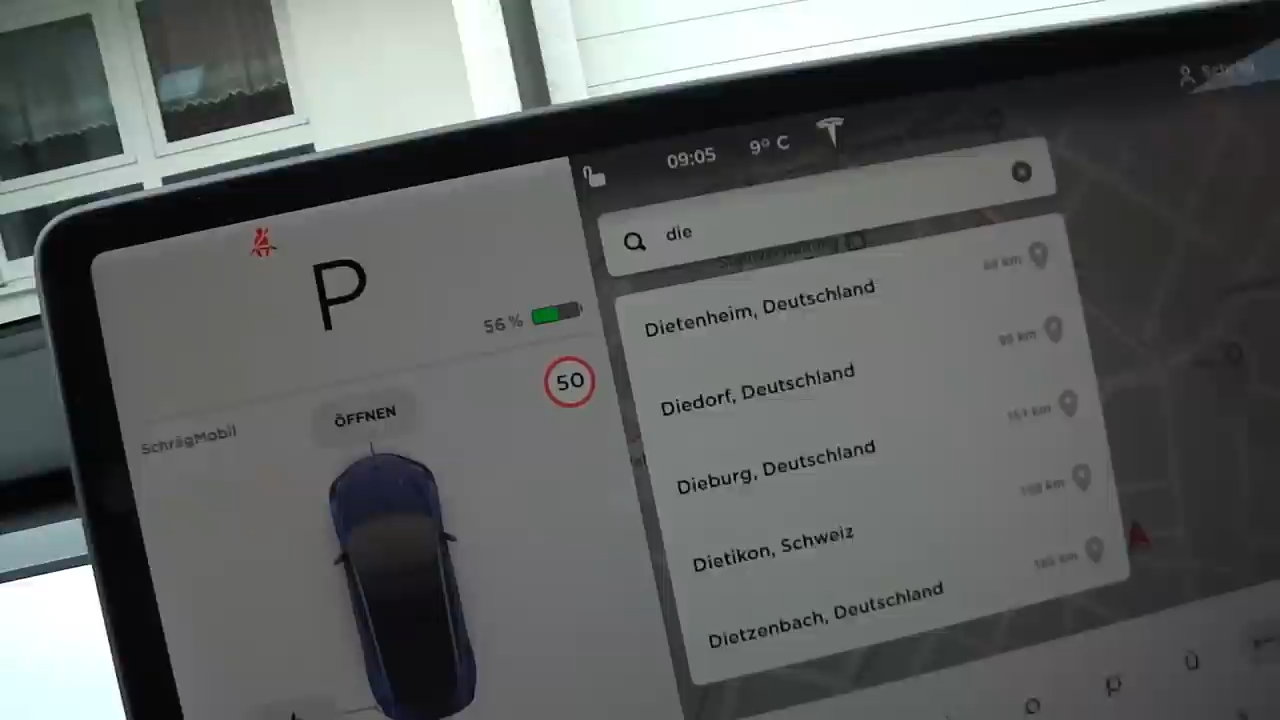 09:05
9° C
P
56 %
50
ÖFFNEN
SchrägMobil
die
Dietenheim, Deutschland
Diedorf, Deutschland
Dieburg, Deutschland
Dietikon, Schweiz
Dietzenbach, Deutschland
o p ü